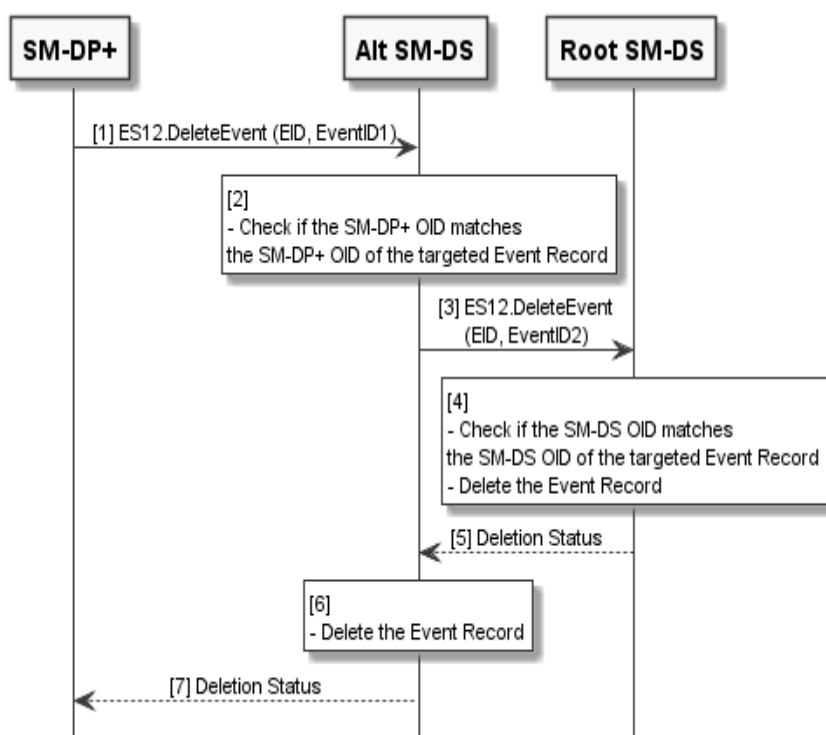 SM-DP+
Alt SM-DS
Root SM-DS
[1] ES12.DeleteEvent (EID, EventID1)
[2]
- Check if the SM-DP+ OID matches
the SM-DP+ OID of the targeted Event Record
[3] ES12.DeleteEvent
(EID, EventID2)
[4]
- Check if the SM-DS OID matches
the SM-DS OID of the targeted Event Record
- Delete the Event Record
[5] Deletion Status
[6]
- Delete the Event Record
[7] Deletion Status